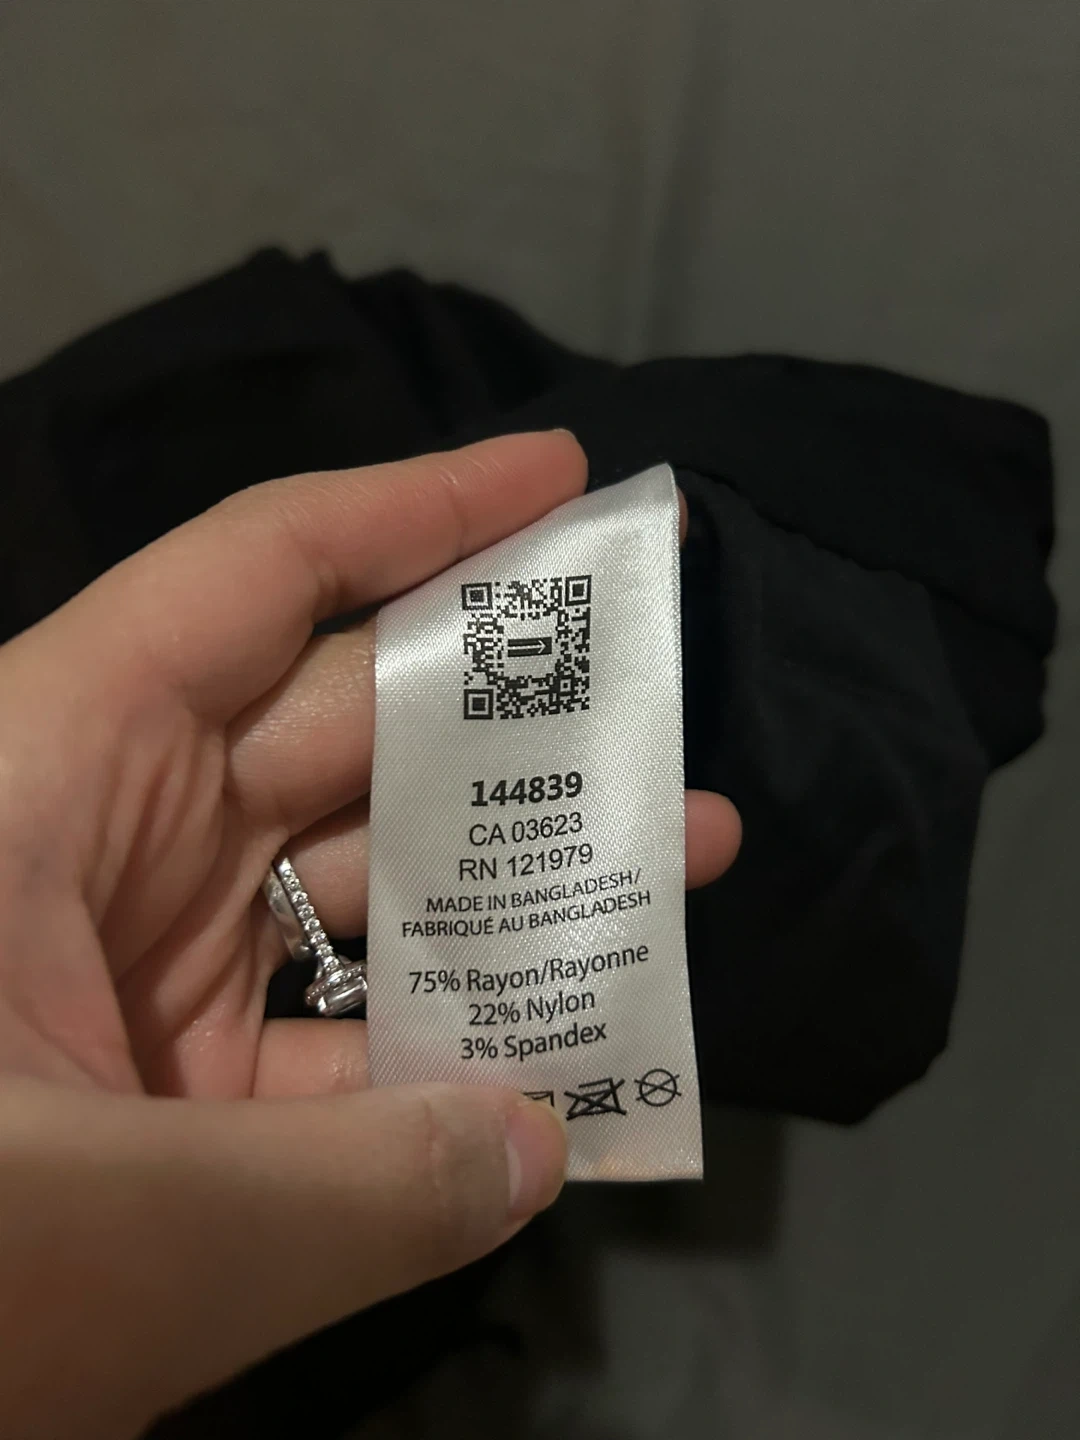 144839
CA 03623
RN 121979
MADE IN BANGLADESH/
FABRIQUÉ AU BANGLADESH
75% Rayon/Rayonne
22% Nylon
3% Spandex